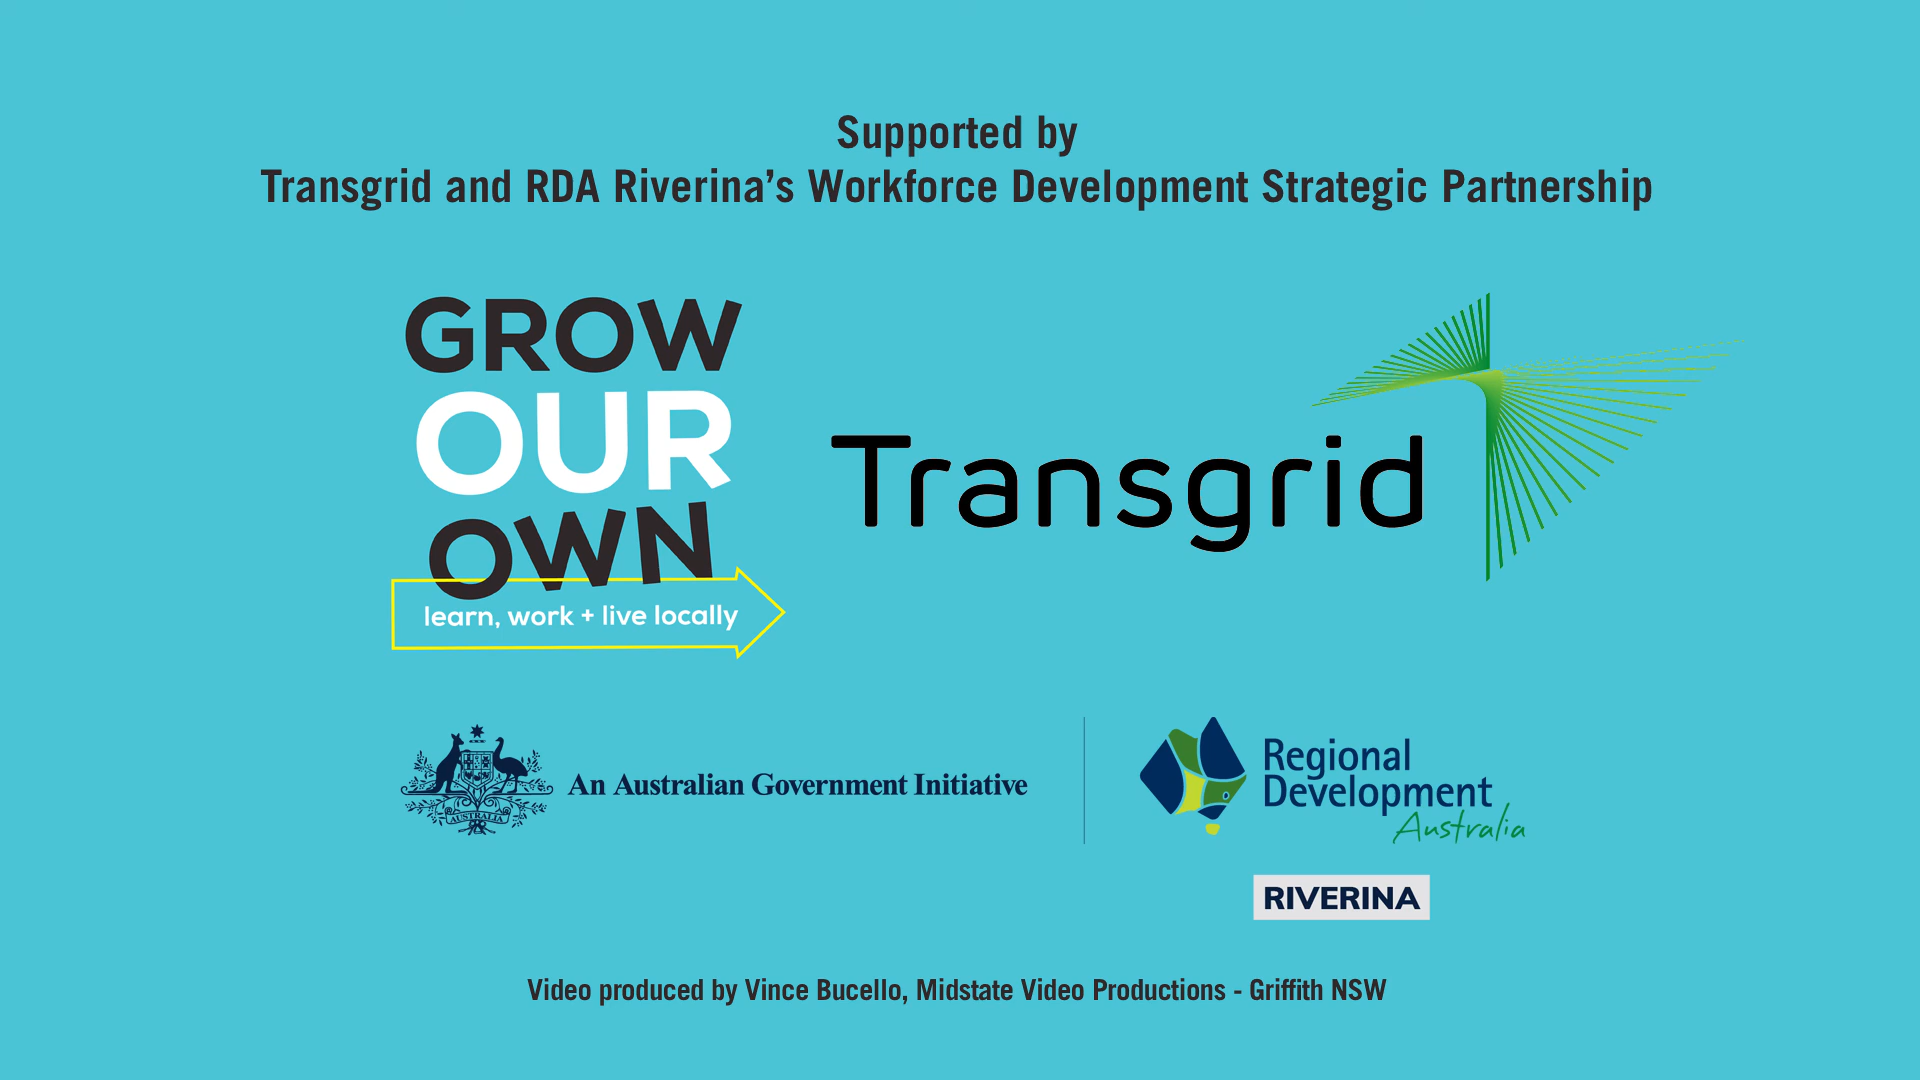 Supported by
Transgrid and RDA Riverina’s Workforce Development Strategic Partnership
GROW
OUR
OWN
learn, work + live locally
Transgrid
AUSTRALIA
An Australian Government Initiative
Regional
Development
Australia
RIVERINA
Video produced by Vince Bucello, Midstate Video Productions - Griffith NSW